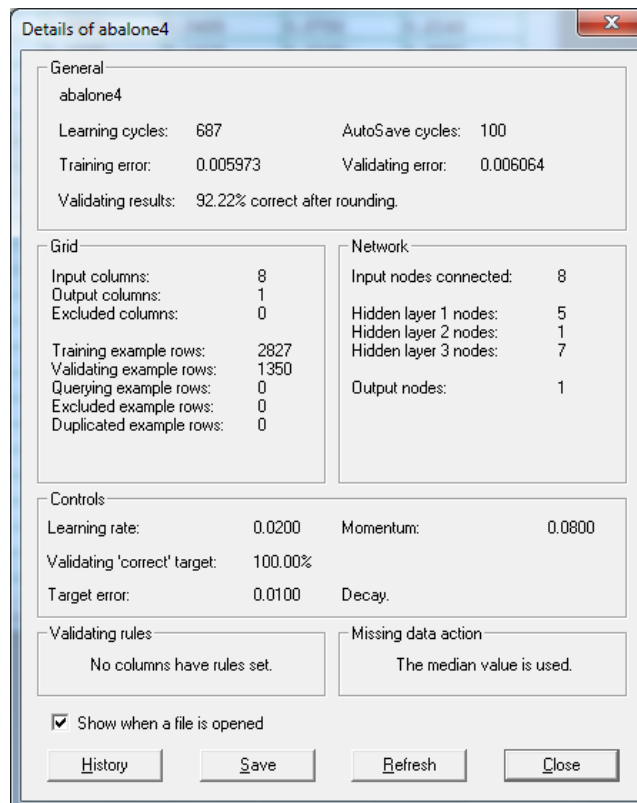 Details of abalone4
General
abalone4
Learning cycles: 687 AutoSave cycles: 100
Training error: 0.005973 Validating error: 0.006064
Validating results: 92.22% correct after rounding.
Grid
Input columns: 8
Output columns: 1
Excluded columns: 0
Training example rows: 2827
Validating example rows: 1350
Querying example rows: 0
Excluded example rows: 0
Duplicated example rows: 0
Network
Input nodes connected: 8
Hidden layer 1 nodes: 5
Hidden layer 2 nodes: 1
Hidden layer 3 nodes: 7
Output nodes: 1
Controls
Learning rate: 0.0200 Momentum: 0.0800
Validating 'correct' target: 100.00%
Target error: 0.0100 Decay.
Validating rules
No columns have rules set.
Missing data action
The median value is used.
Show when a file is opened
History Save Refresh Close